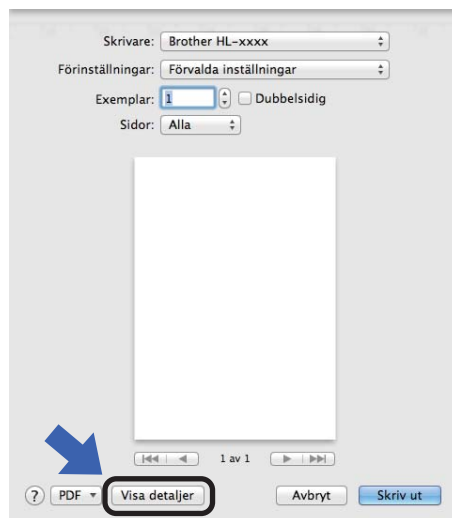 Skrivare: Brother HL-xxxx
Förinställningar: Förvalda inställningar
Exemplar: 1 Dubbelsidig
Sidor: Alla
1 av 1
? PDF Visa detaljer Avbryt Skriv ut